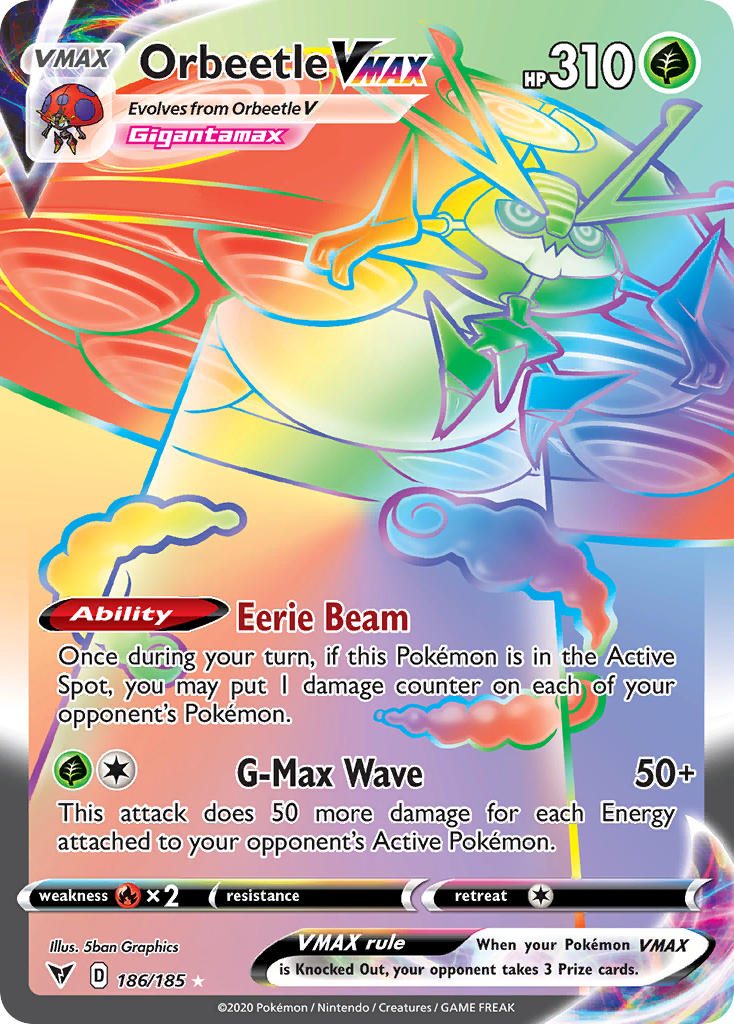 VMAX
Orbeetle VMAX
HP 310
Evolves from Orbeetle V
Gigantamax
Ability Eerie Beam
Once during your turn, if this Pokémon is in the Active
Spot, you may put 1 damage counter on each of your
opponent's Pokémon.
G-Max Wave 50+
This attack does 50 more damage for each Energy
attached to your opponent's Active Pokémon.
weakness ×2 resistance retreat
Illus. 5ban Graphics
VMAX rule When your Pokémon VMAX
is Knocked Out, your opponent takes 3 Prize cards.
D 186/185
©2020 Pokémon / Nintendo / Creatures / GAME FREAK